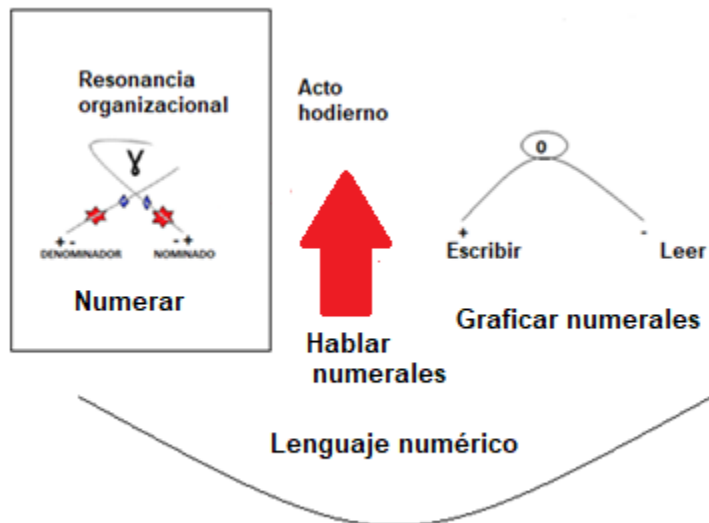 Resonancia
organizacional
Ɣ
+ - - +
DENOMINADOR NOMINADO
Numerar
Acto
hodierno
Hablar
numerales
0
+ -
Escribir Leer
Graficar numerales
Lenguaje numérico